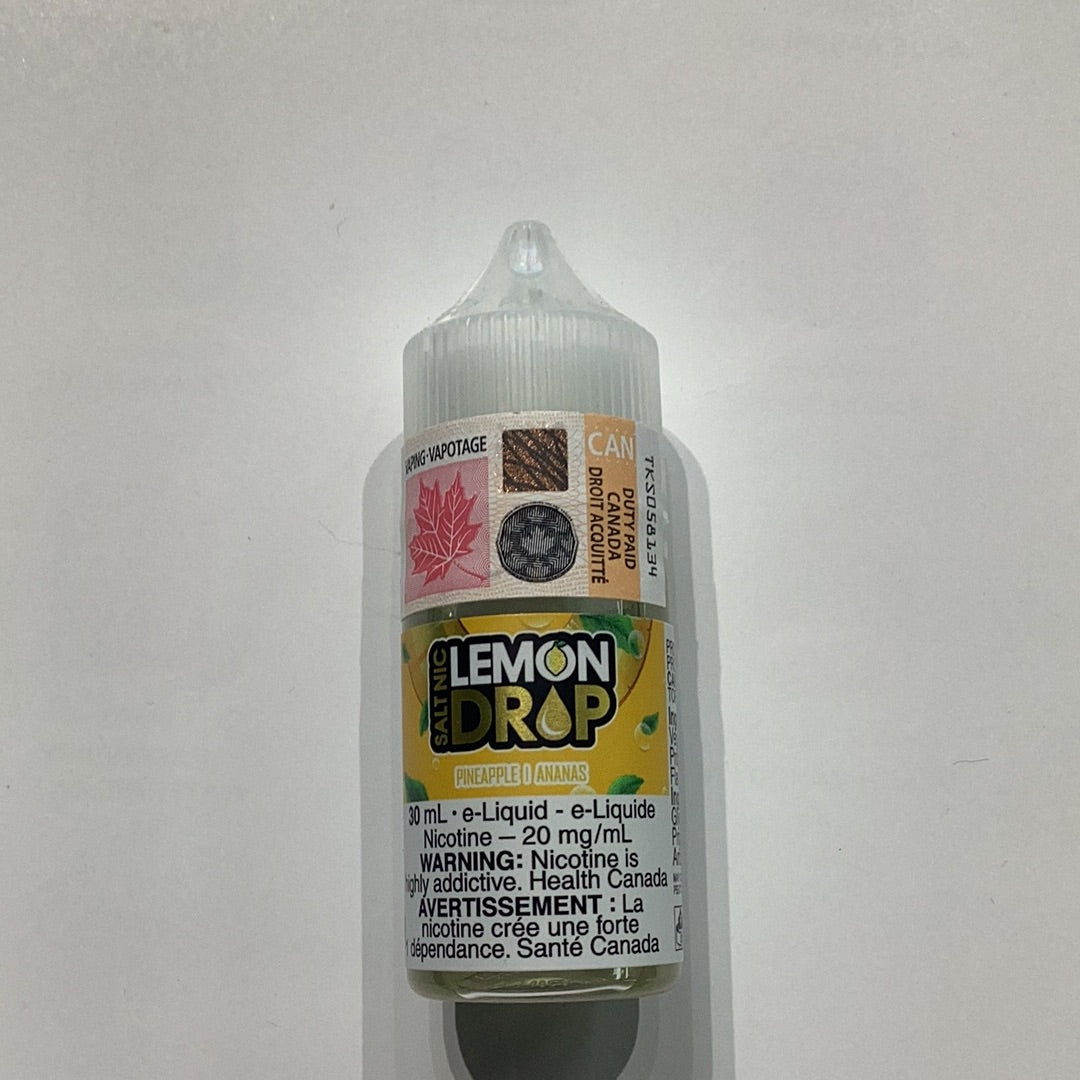 VAPING·VAPOTAGE
CAN
DUTY PAID
CANADA
DROIT ACQUITTÉ
TKS058134
SALT NIC
LEMON
DROP
PINEAPPLE | ANANAS
30 mL · e-Liquid - e-Liquide
Nicotine — 20 mg/mL
WARNING: Nicotine is
highly addictive. Health Canada
AVERTISSEMENT : La
nicotine crée une forte
dépendance. Santé Canada